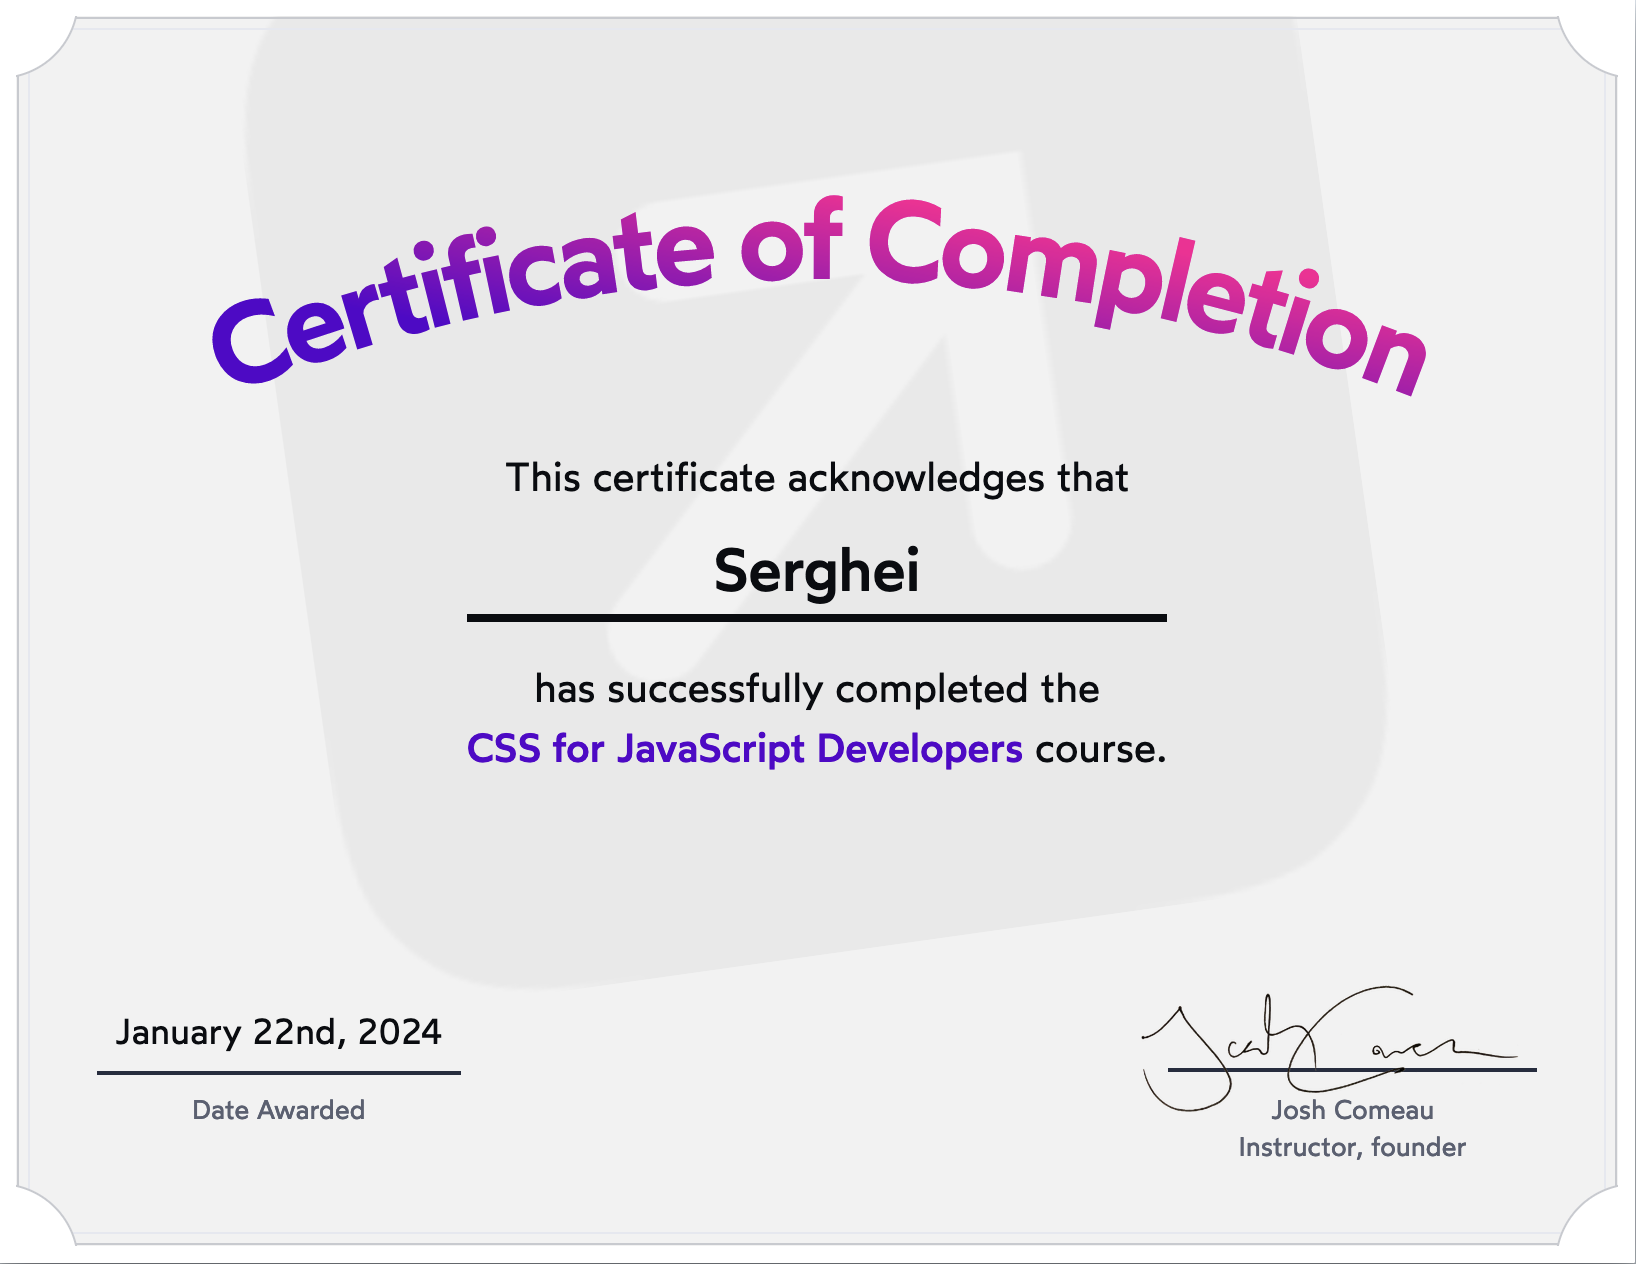 Certificate of Completion
This certificate acknowledges that
Serghei
has successfully completed the
CSS for JavaScript Developers course.
January 22nd, 2024
Date Awarded
Josh Comeau
Josh Comeau
Instructor, founder